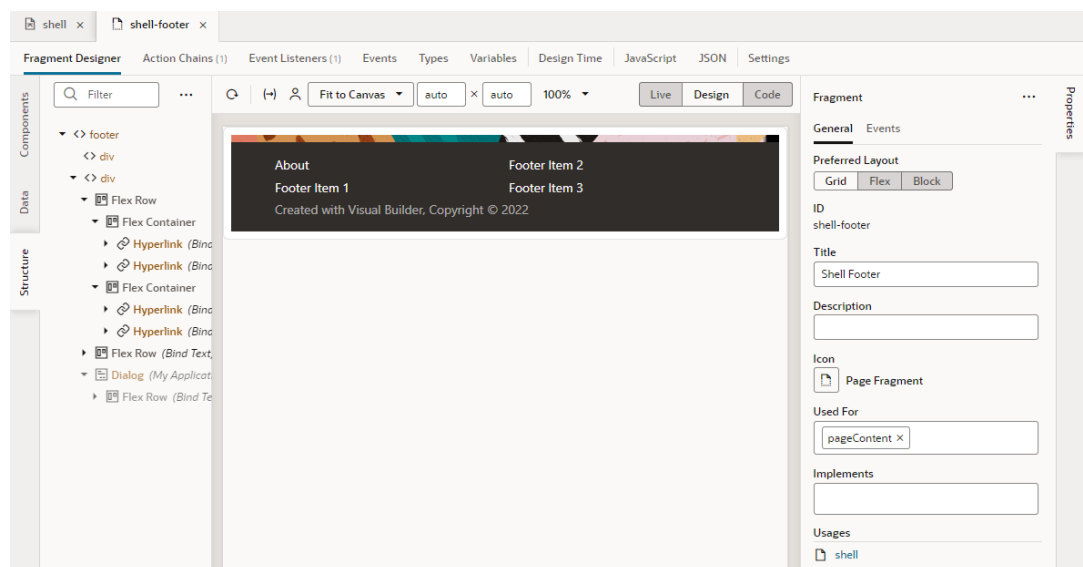 shell ×
shell-footer ×
Fragment Designer Action Chains (1) Event Listeners (1) Events Types Variables Design Time JavaScript JSON Settings
Components
Data
Structure
Filter ...
footer
div
div
Flex Row
Flex Container
Hyperlink (Bind
Hyperlink (Bind
Flex Container
Hyperlink (Bind
Hyperlink (Bind
Flex Row (Bind Text,
Dialog (My Applicat
Flex Row (Bind Te
Fit to Canvas auto × auto 100% Live Design Code
About Footer Item 2
Footer Item 1 Footer Item 3
Created with Visual Builder, Copyright © 2022
Fragment ...
General Events
Preferred Layout
Grid Flex Block
ID
shell-footer
Title
Shell Footer
Description
Icon
Page Fragment
Used For
pageContent ×
Implements
Usages
shell
Properties